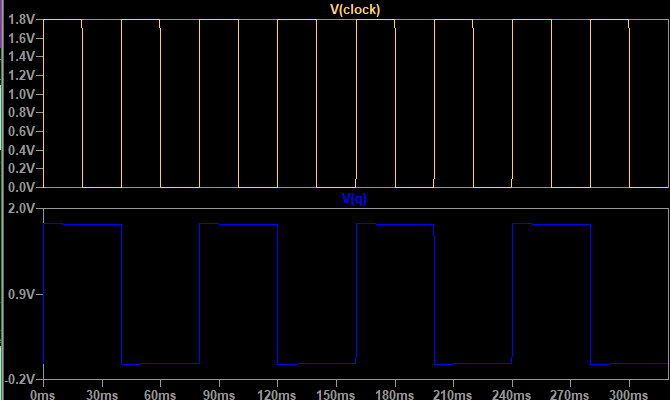 V(clock)
1.8V
1.6V
1.4V
1.2V
1.0V
0.8V
0.6V
0.4V
0.2V
0.0V
V(q)
2.0V
0.9V
-0.2V
0ms 30ms 60ms 90ms 120ms 150ms 180ms 210ms 240ms 270ms 300ms